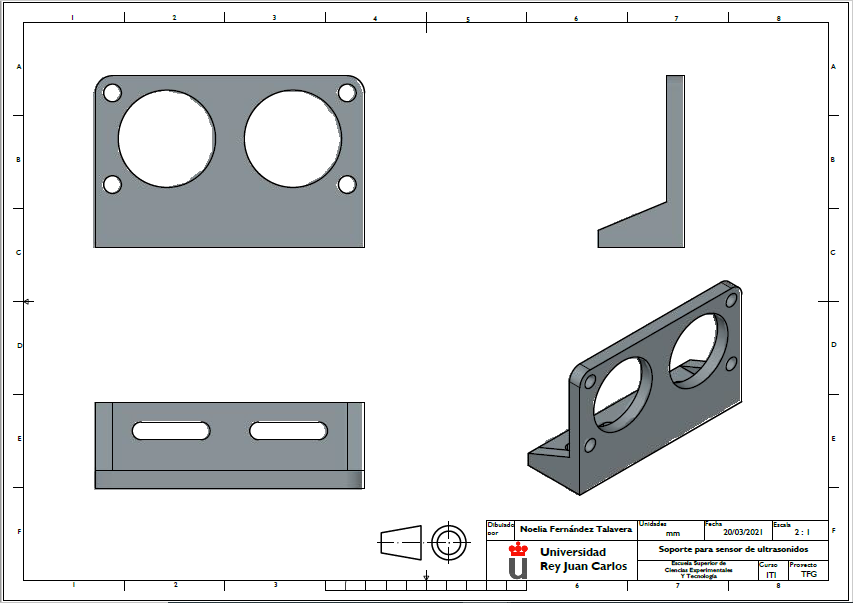 1 2 3 4 5 6 7 8
A A
B B
C C
D D
E E
F F
Dibujado por
Noelia Fernández Talavera
Unidades
mm
Fecha
20/03/2021
Escala
2 : 1
u
Universidad
Rey Juan Carlos
Soporte para sensor de ultrasonidos
Escuela Superior de
Ciencias Experimentales
Y Tecnología
Curso
ITI
Proyecto
TFG
1 2 3 6 7 8